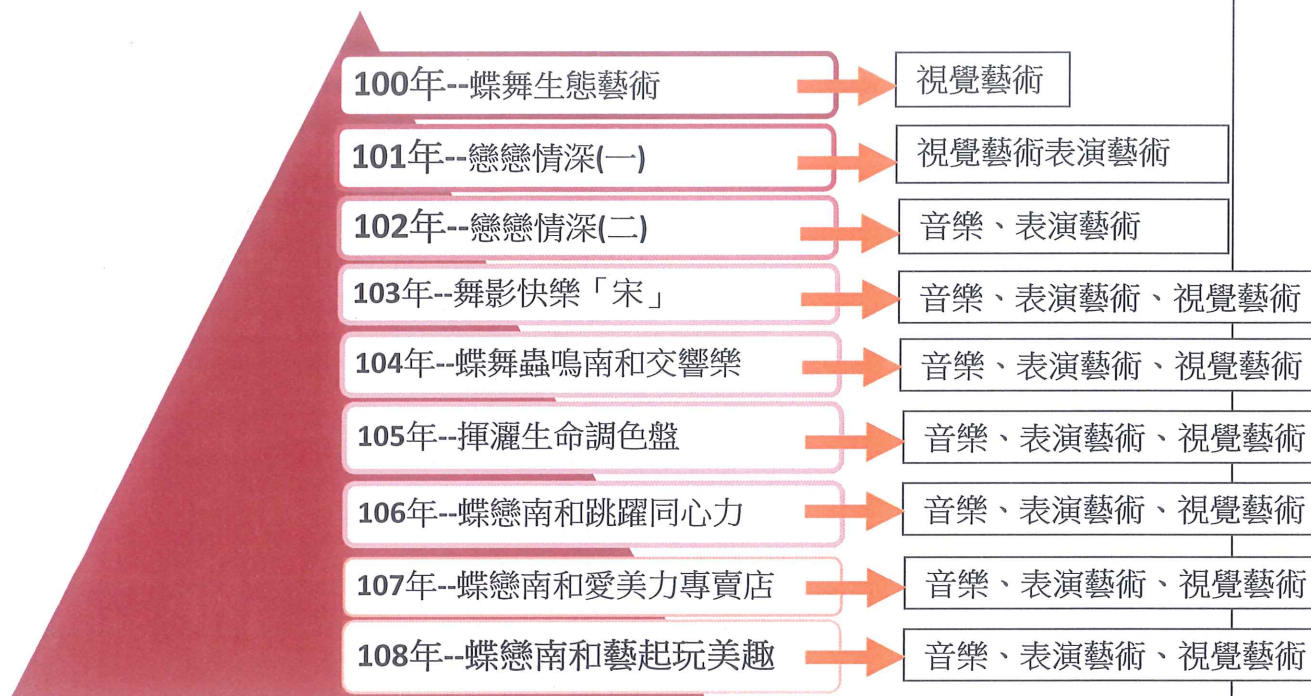 100年--蝶舞生態藝術
視覺藝術
101年--戀戀情深(一)
視覺藝術表演藝術
102年--戀戀情深(二)
音樂、表演藝術
103年--舞影快樂「宋」
音樂、表演藝術、視覺藝術
104年--蝶舞蟲鳴南和交響樂
音樂、表演藝術、視覺藝術
105年--揮灑生命調色盤
音樂、表演藝術、視覺藝術
106年--蝶戀南和跳躍同心力
音樂、表演藝術、視覺藝術
107年--蝶戀南和愛美力專賣店
音樂、表演藝術、視覺藝術
108年--蝶戀南和藝起玩美趣
音樂、表演藝術、視覺藝術